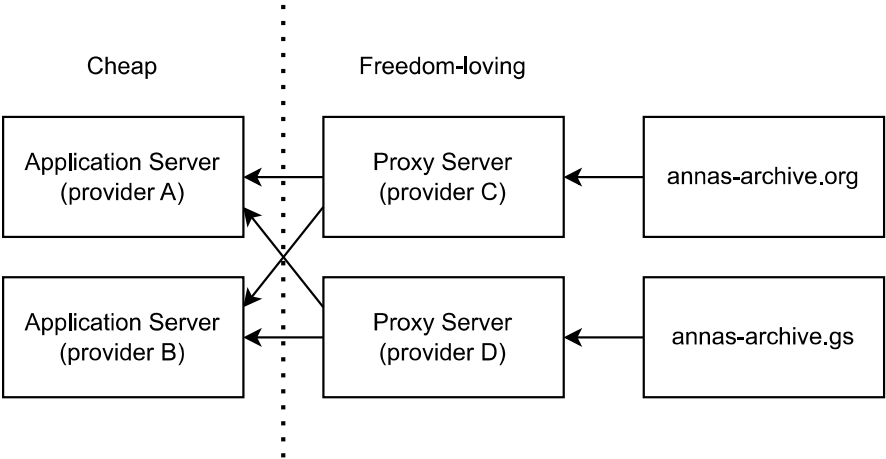 Cheap
Freedom-loving
Application Server
(provider A)
Proxy Server
(provider C)
annas-archive.org
Application Server
(provider B)
Proxy Server
(provider D)
annas-archive.gs